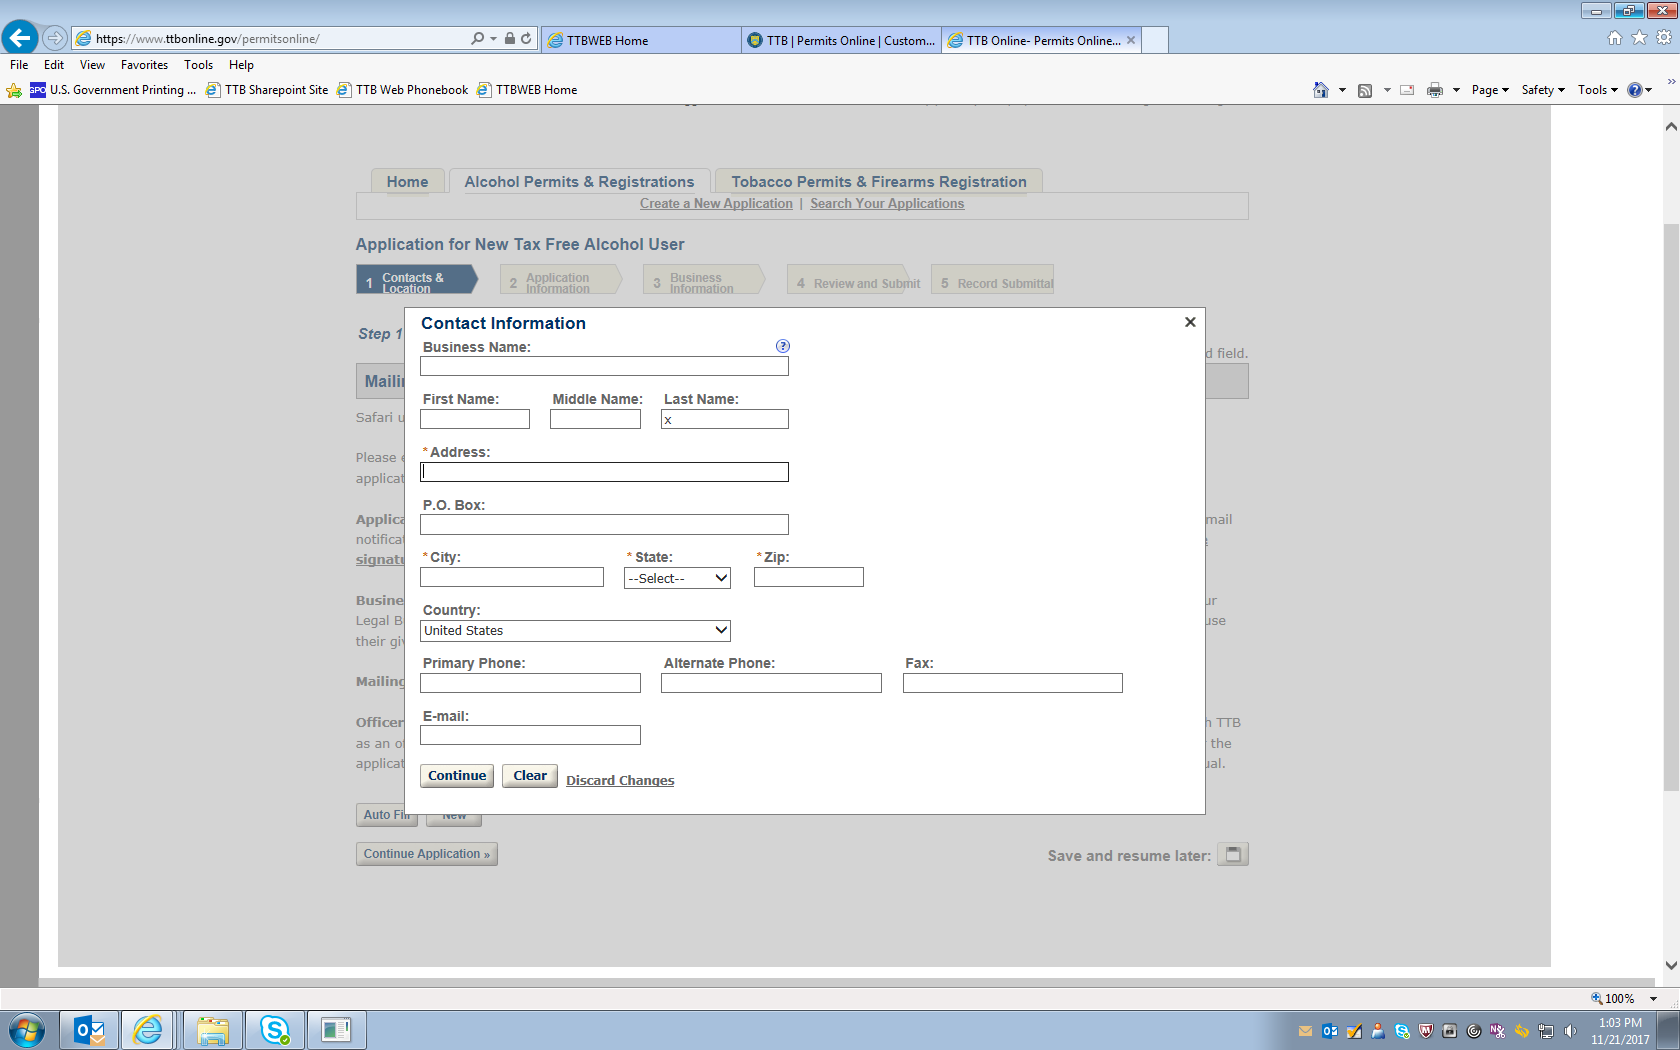 https://www.ttbonline.gov/permitsonline/
TTBWEB Home
TTB | Permits Online | Custom...
TTB Online- Permits Online...
File Edit View Favorites Tools Help
GPO U.S. Government Printing ... TTB Sharepoint Site TTB Web Phonebook TTBWEB Home
Page Safety Tools
Home Alcohol Permits & Registrations Tobacco Permits & Firearms Registration
Create a New Application | Search Your Applications
Application for New Tax Free Alcohol User
1 Contacts & Location
2 Application Information
3 Business Information
4 Review and Submit
5 Record Submittal
Step 1
d field.
Mailin
Safari u
Please e
applicat
Applica
mail
notificat
signatu
Busine
ur
Legal B
use
their giv
Mailing
Officer
h TTB
as an o
the
applicat
ual.
Contact Information
Business Name:
First Name: Middle Name: Last Name:
x
*Address:
P.O. Box:
*City: *State: *Zip:
--Select--
Country:
United States
Primary Phone: Alternate Phone: Fax:
E-mail:
Continue Clear Discard Changes
Auto Fill New
Continue Application »
Save and resume later:
100%
1:03 PM
11/21/2017